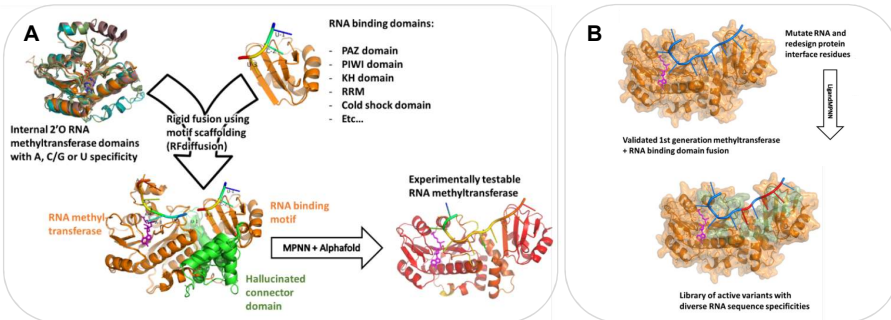 A
RNA binding domains:
- PAZ domain
- PIWI domain
- KH domain
- RRM
- Cold shock domain
- Etc...
Internal 2'O RNA
methyltransferase domains
with A, C/G or U specificity
Rigid fusion using
motif scaffolding
(RFdiffusion)
RNA methyl
transferase
RNA binding
motif
Hallucinated
connector
domain
MPNN + Alphafold
Experimentally testable
RNA methyltransferase
B
Mutate RNA and
redesign protein
interface residues
LigandMPNN
Validated 1st generation methyltransferase
+ RNA binding domain fusion
Library of active variants with
diverse RNA sequence specificities